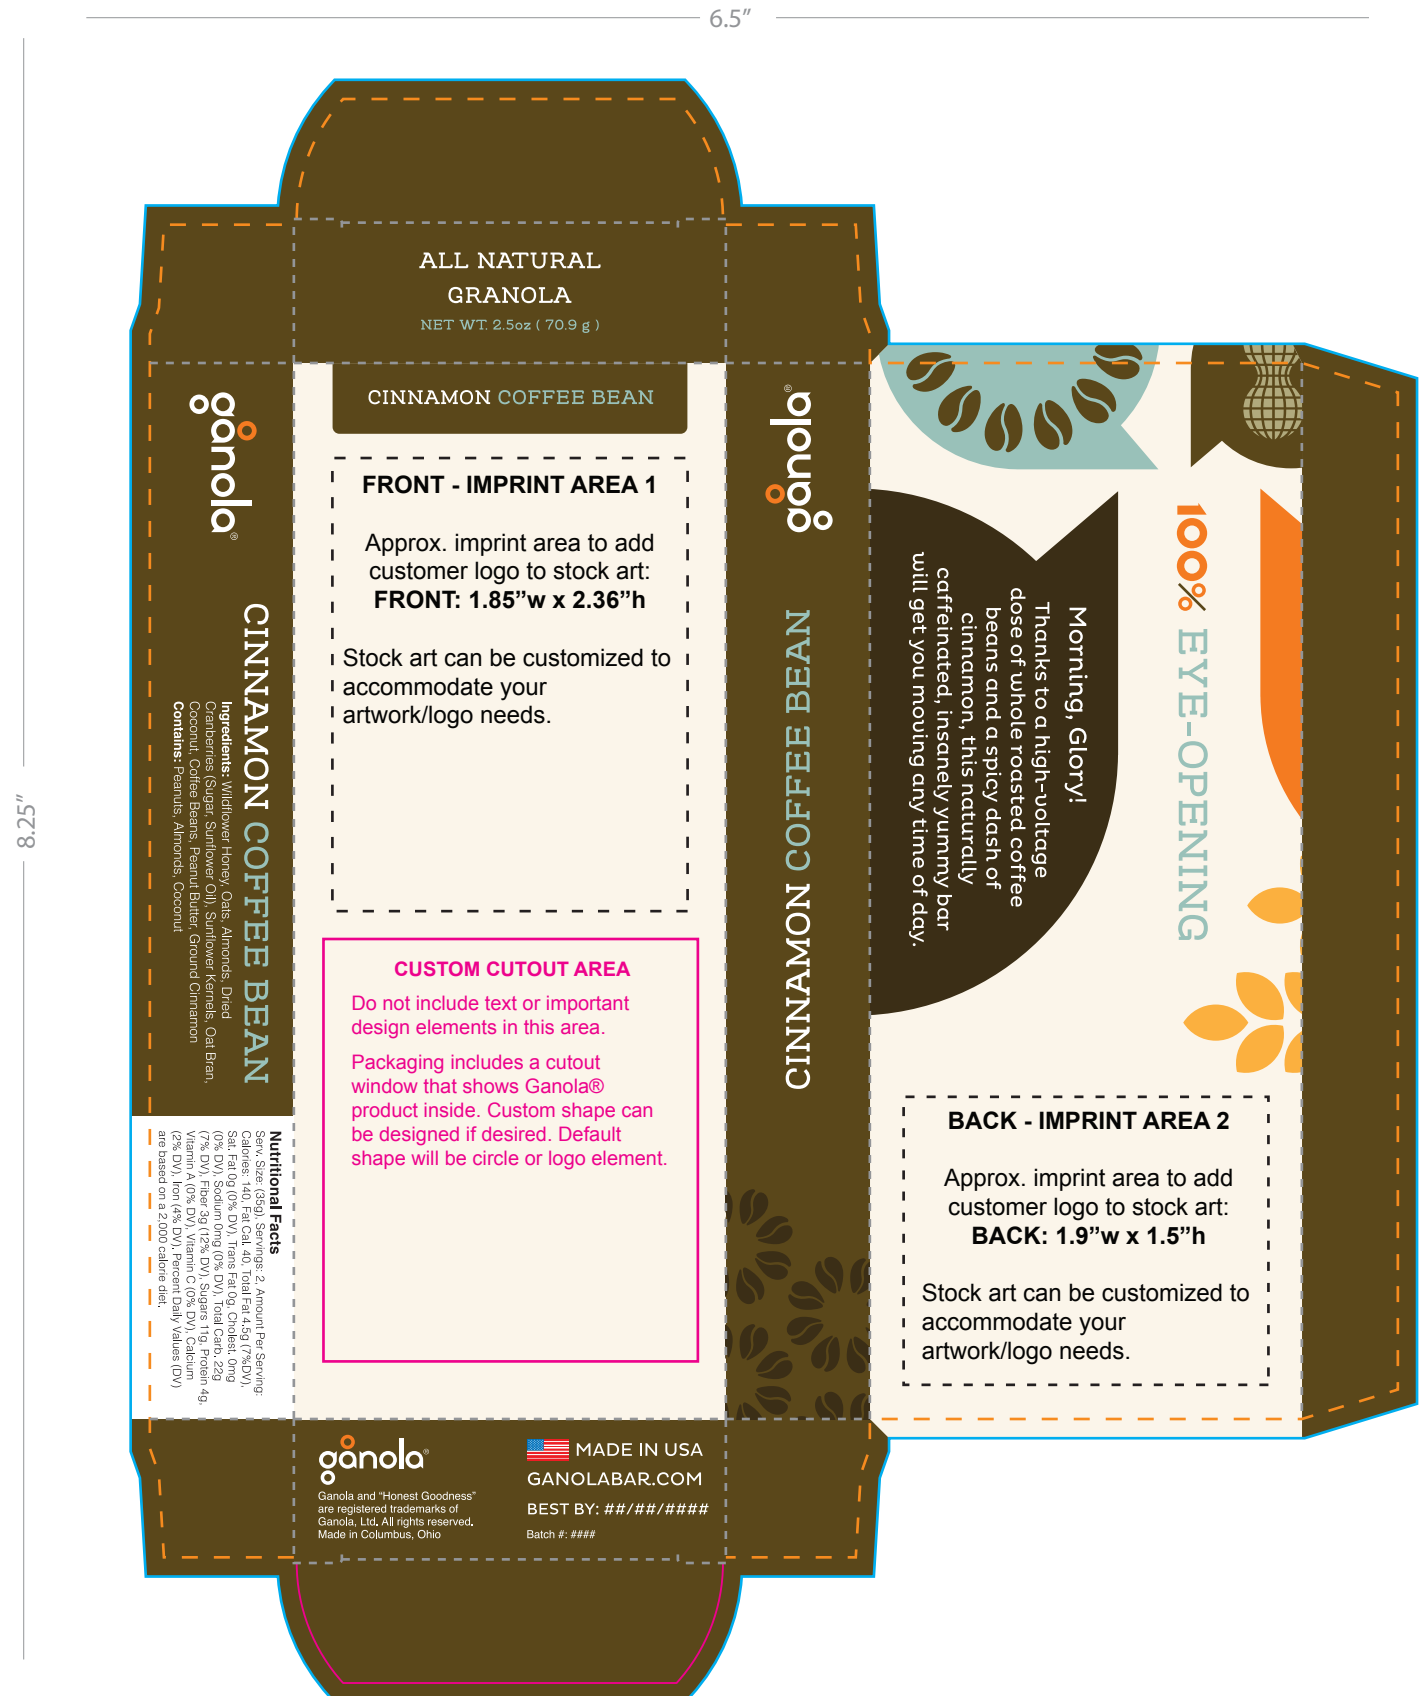 6.5”
8.25”
ALL NATURAL
GRANOLA
NET WT. 2.5oz ( 70.9 g )
CINNAMON COFFEE BEAN
FRONT - IMPRINT AREA 1
Approx. imprint area to add
customer logo to stock art:
FRONT: 1.85”w x 2.36”h
Stock art can be customized to
accommodate your
artwork/logo needs.
CUSTOM CUTOUT AREA
Do not include text or important
design elements in this area.
Packaging includes a cutout
window that shows Ganola®
product inside. Custom shape can
be designed if desired. Default
shape will be circle or logo element.
ganola®
CINNAMON COFFEE BEAN
Ingredients: Wildflower Honey, Oats, Almonds, Dried
Cranberries (Sugar, Sunflower Oil), Sunflower Kernels, Oat Bran,
Coconut, Coffee Beans, Peanut Butter, Ground Cinnamon
Contains: Peanuts, Almonds, Coconut
Nutritional Facts
Serv. Size: (35g), Servings: 2, Amount Per Serving:
Calories: 140, Fat Cal. 40, Total Fat 4.5g (7%DV),
Sat. Fat 0g (0% DV), Trans Fat 0g, Cholest. 0mg
(0% DV), Sodium 0mg (0% DV), Total Carb. 22g
(7% DV), Fiber 3g (12% DV), Sugars 11g, Protein 4g,
Vitamin A (0% DV), Vitamin C (0% DV), Calcium
(2% DV), Iron (4% DV), Percent Daily Values (DV)
are based on a 2,000 calorie diet.
ganola®
CINNAMON COFFEE BEAN
100% EYE-OPENING
Morning, Glory!
Thanks to a high-voltage
dose of whole roasted coffee
beans and a spicy dash of
cinnamon, this naturally
caffeinated, insanely yummy bar
will get you moving any time of day.
BACK - IMPRINT AREA 2
Approx. imprint area to add
customer logo to stock art:
BACK: 1.9”w x 1.5”h
Stock art can be customized to
accommodate your
artwork/logo needs.
ganola®
Ganola and “Honest Goodness”
are registered trademarks of
Ganola, Ltd. All rights reserved.
Made in Columbus, Ohio
MADE IN USA
GANOLABAR.COM
BEST BY: ##/##/####
Batch #: ####